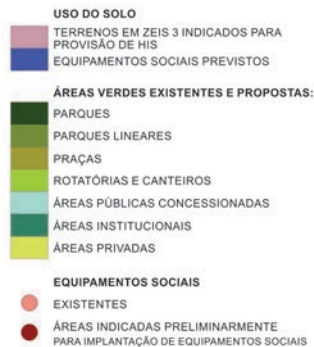 USO DO SOLO
TERRENOS EM ZEIS 3 INDICADOS PARA
PROVISÃO DE HIS
EQUIPAMENTOS SOCIAIS PREVISTOS
ÁREAS VERDES EXISTENTES E PROPOSTAS:
PARQUES
PARQUES LINEARES
PRAÇAS
ROTATÓRIAS E CANTEIROS
ÁREAS PÚBLICAS CONCESSIONADAS
ÁREAS INSTITUCIONAIS
ÁREAS PRIVADAS
EQUIPAMENTOS SOCIAIS
EXISTENTES
ÁREAS INDICADAS PRELIMINARMENTE
PARA IMPLANTAÇÃO DE EQUIPAMENTOS SOCIAIS